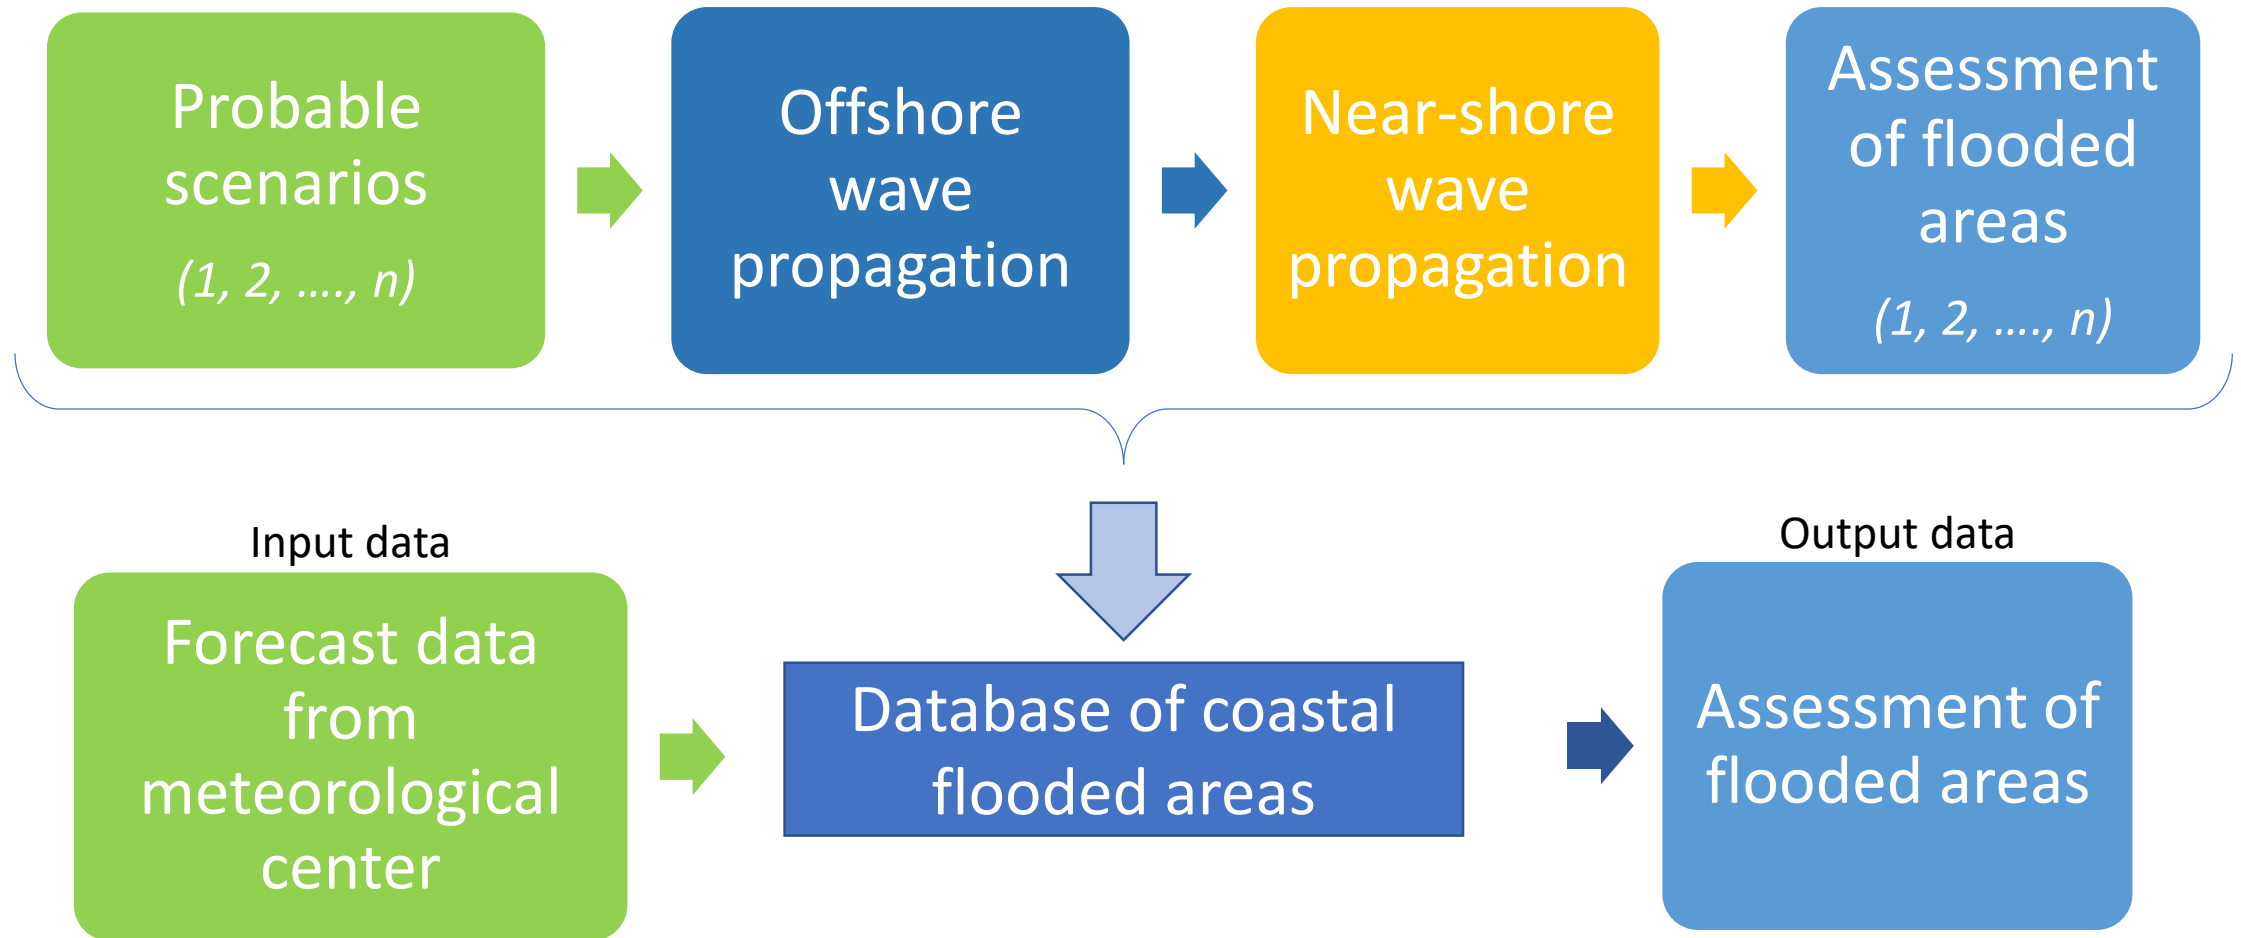 Probable
scenarios
(1, 2, ...., n)
Offshore
wave
propagation
Near-shore
wave
propagation
Assessment
of flooded
areas
(1, 2, ...., n)
Input data
Forecast data
from
meteorological
center
Database of coastal
flooded areas
Output data
Assessment of
flooded areas